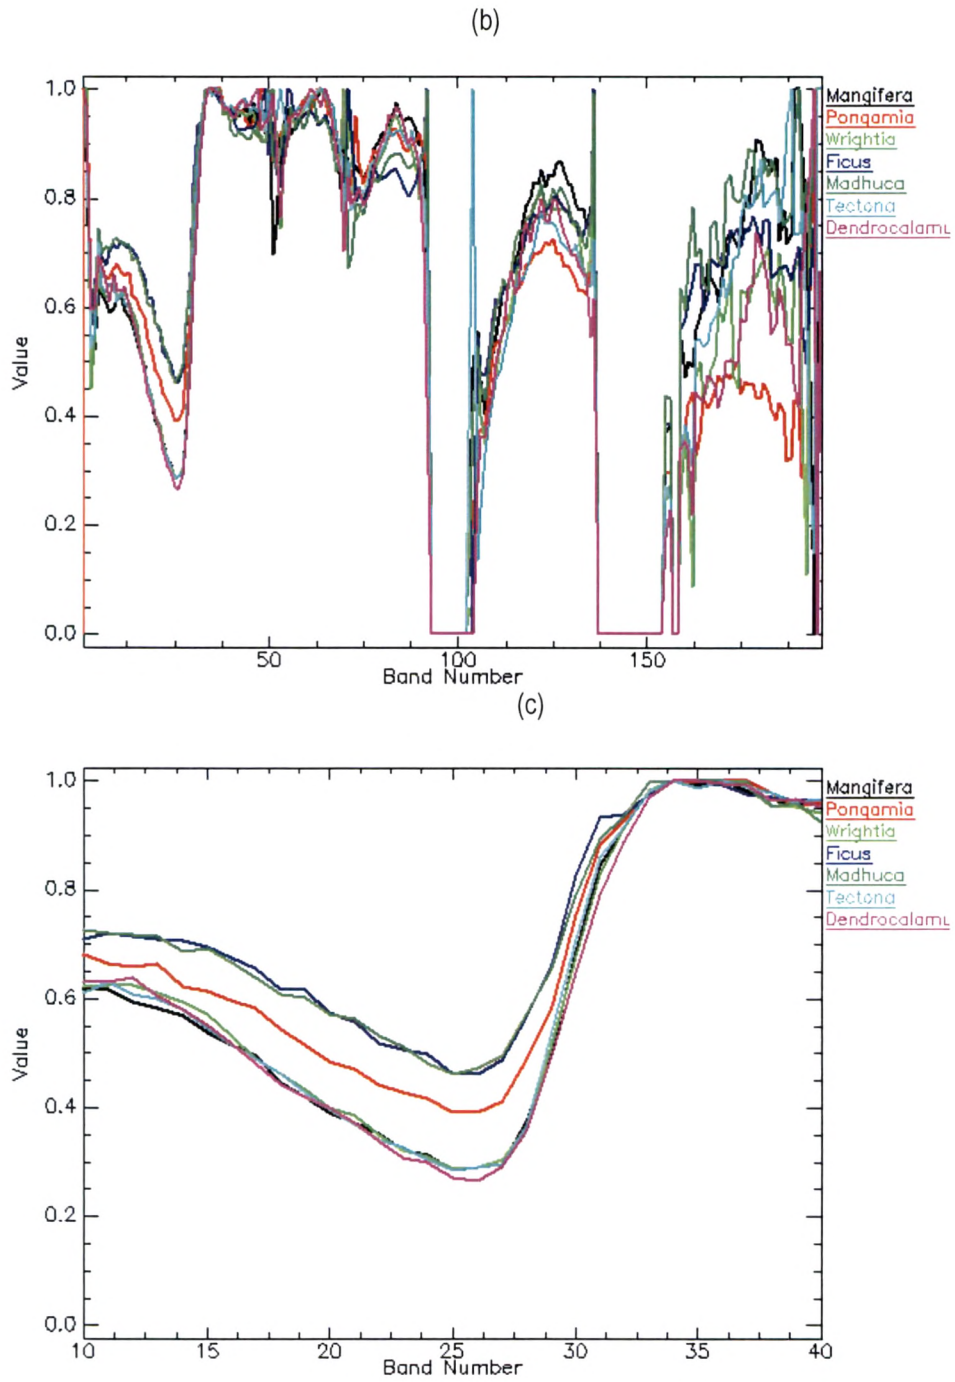 (b)
1.0
0.8
0.6
0.4
0.2
0.0
Value
50
100
150
Band Number
Mangifera
Pongamia
Wrightia
Ficus
Madhuca
Tectona
Dendrocalamu
(c)
1.0
0.8
0.6
0.4
0.2
0.0
Value
10
15
20
25
30
35
40
Band Number
Mangifera
Pongamia
Wrightia
Ficus
Madhuca
Tectona
Dendrocalamu